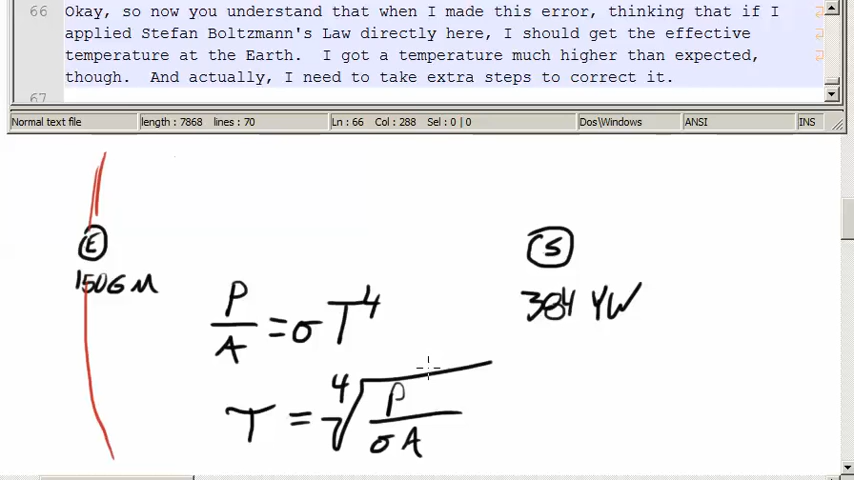 66 Okay, so now you understand that when I made this error, thinking that if I
applied Stefan Boltzmann's Law directly here, I should get the effective
temperature at the Earth. I got a temperature much higher than expected,
though. And actually, I need to take extra steps to correct it.
67
Normal text file length : 7868 lines : 70 Ln : 66 Col : 288 Sel : 0 | 0 Dos\Windows ANSI INS
E S
150GM 384 YW
P/A = σT⁴
T = ∜(P/σA)